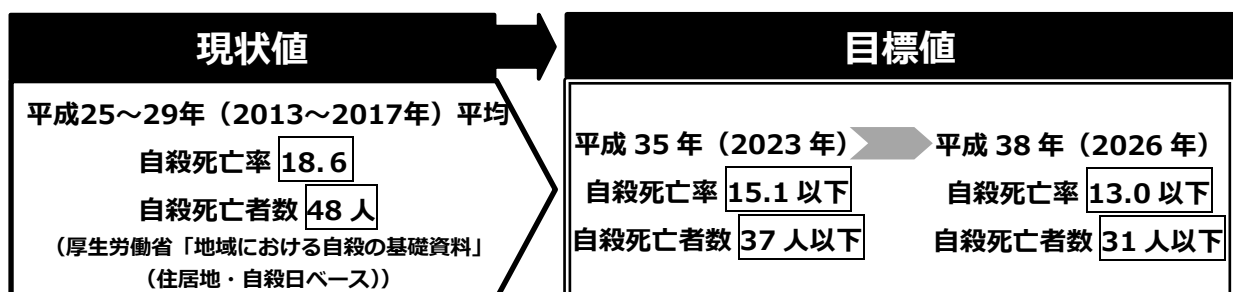 現状値
平成25～29年（2013～2017年）平均
自殺死亡率 18.6
自殺死亡者数 48 人
（厚生労働省「地域における自殺の基礎資料」
（住居地・自殺日ベース））
目標値
平成 35 年（2023 年）
自殺死亡率 15.1 以下
自殺死亡者数 37 人以下
平成 38 年（2026 年）
自殺死亡率 13.0 以下
自殺死亡者数 31 人以下